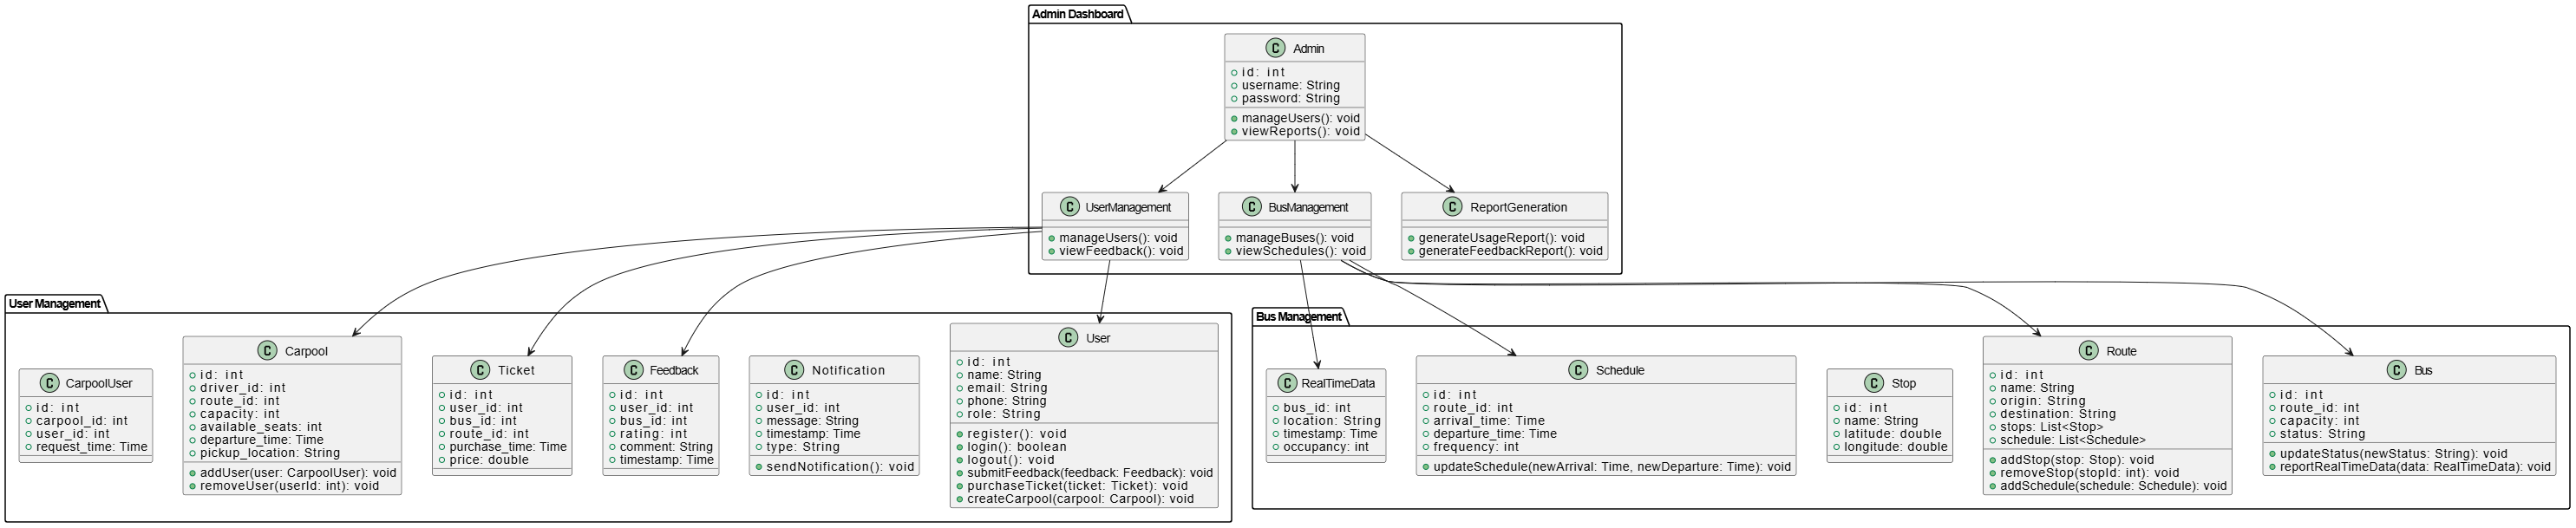 Admin Dashboard
C Admin
id: int
username: String
password: String
manageUsers(): void
viewReports(): void
C UserManagement
manageUsers(): void
viewFeedback(): void
C BusManagement
manageBuses(): void
viewSchedules(): void
C ReportGeneration
generateUsageReport(): void
generateFeedbackReport(): void
User Management
C CarpoolUser
id: int
carpool_id: int
user_id: int
request_time: Time
C Carpool
id: int
driver_id: int
route_id: int
capacity: int
available_seats: int
departure_time: Time
pickup_location: String
addUser(user: CarpoolUser): void
removeUser(userId: int): void
C Ticket
id: int
user_id: int
bus_id: int
route_id: int
purchase_time: Time
price: double
C Feedback
id: int
user_id: int
bus_id: int
rating: int
comment: String
timestamp: Time
C Notification
id: int
user_id: int
message: String
timestamp: Time
type: String
sendNotification(): void
C User
id: int
name: String
email: String
phone: String
role: String
register(): void
login(): boolean
logout(): void
submitFeedback(feedback: Feedback): void
purchaseTicket(ticket: Ticket): void
createCarpool(carpool: Carpool): void
Bus Management
C RealTimeData
bus_id: int
location: String
timestamp: Time
occupancy: int
C Schedule
id: int
route_id: int
arrival_time: Time
departure_time: Time
frequency: int
updateSchedule(newArrival: Time, newDeparture: Time): void
C Stop
id: int
name: String
latitude: double
longitude: double
C Route
id: int
name: String
origin: String
destination: String
stops: List<Stop>
schedule: List<Schedule>
addStop(stop: Stop): void
removeStop(stopId: int): void
addSchedule(schedule: Schedule): void
C Bus
id: int
route_id: int
capacity: int
status: String
updateStatus(newStatus: String): void
reportRealTimeData(data: RealTimeData): void